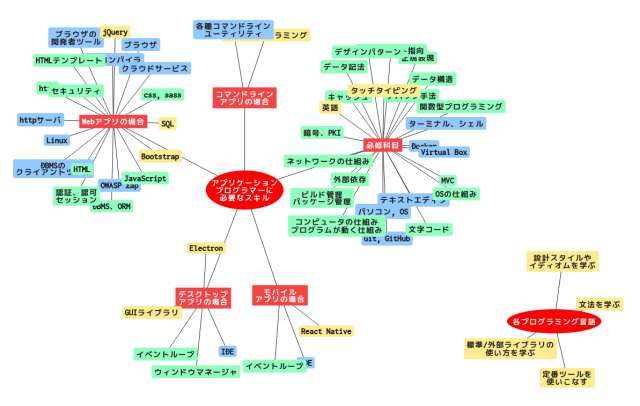 各種コマンドライン
ユーティリティ
ラミング
コマンドライン
アプリの場合
ブラウザの
開発者ツール
jQuery
ブラウザ
HTMLテンプレート
クラウドサービス
セキュリティ
css, sass
httpサーバ
Webアプリの場合
SQL
Linux
Bootstrap
DBMSの
HTML
OWASP zap
JavaScript
認証、認可
セッション
DBMS、ORM
アプリケーション
プログラマーに
必要なスキル
デザインパターン
指向
正規表現
データ記法
データ構造
タッチタイピング
キャッシュ
手法
英語
関数型プログラミング
ターミナル、シェル
暗号、PKI
必修科目
Docker
Virtual Box
ネットワークの仕組み
外部依存
MVC
OSの仕組み
ビルド管理
パッケージ管理
テキストエディタ
パソコン, OS
コンピュータの仕組み
プログラムが動く仕組み
文字コード
Git, GitHub
Electron
デスクトップ
アプリの場合
GUIライブラリ
イベントループ
IDE
ウィンドウマネージャ
モバイル
アプリの場合
React Native
イベントループ
設計スタイルや
イディオムを学ぶ
文法を学ぶ
各プログラミング言語
標準/外部ライブラリの
使い方を学ぶ
定番ツールを
使いこなす